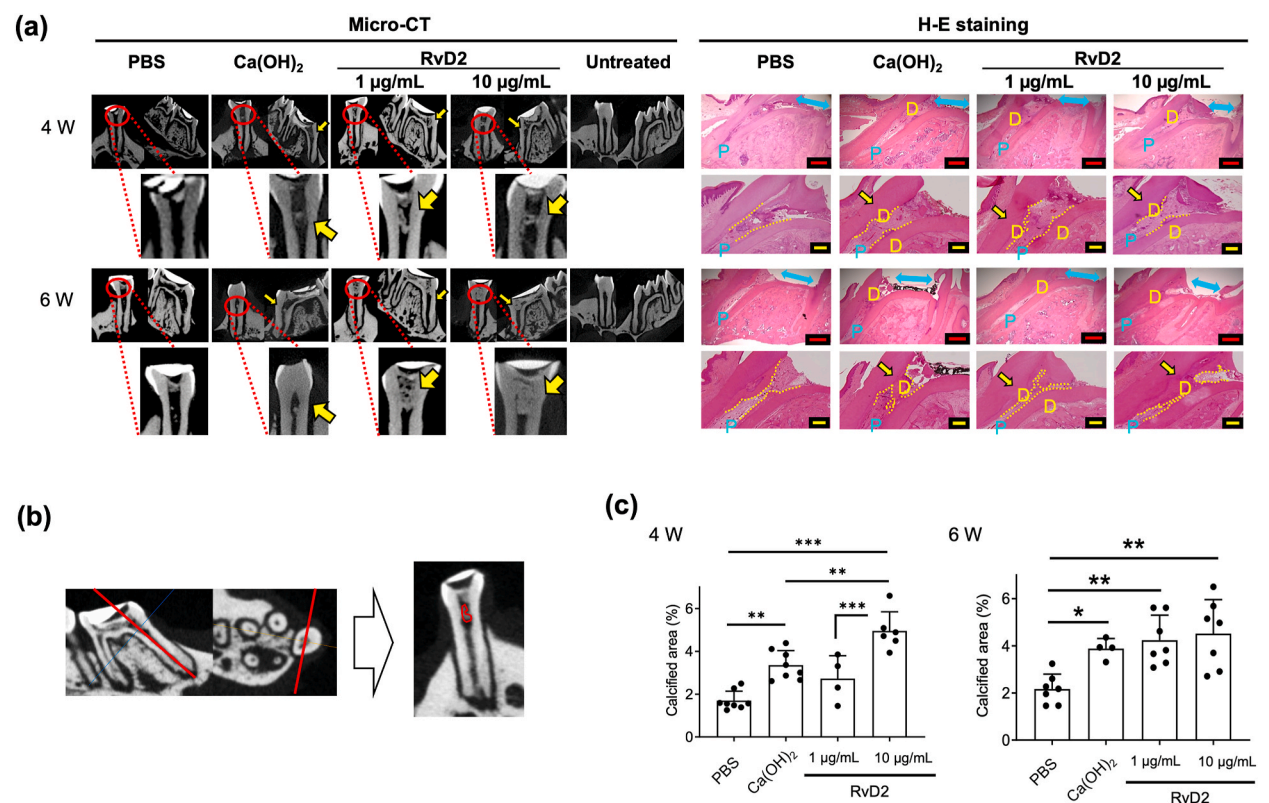 (a)
Micro-CT
H-E staining
PBS
Ca(OH)2
RvD2
Untreated
1 µg/mL
10 µg/mL
PBS
Ca(OH)2
RvD2
1 µg/mL
10 µg/mL
4 W
P
D
P
D
P
D
P
P
D
D
P
D
D
P
D
D
P
6 W
P
D
P
D
P
P
P
D
P
D
D
P
D
P
(b)
(c)
4 W
***
**
**
***
Calcified area (%)
6
4
2
0
PBS
Ca(OH)2
1 µg/mL
10 µg/mL
RvD2
6 W
**
**
*
Calcified area (%)
6
4
2
0
PBS
Ca(OH)2
1 µg/mL
10 µg/mL
RvD2